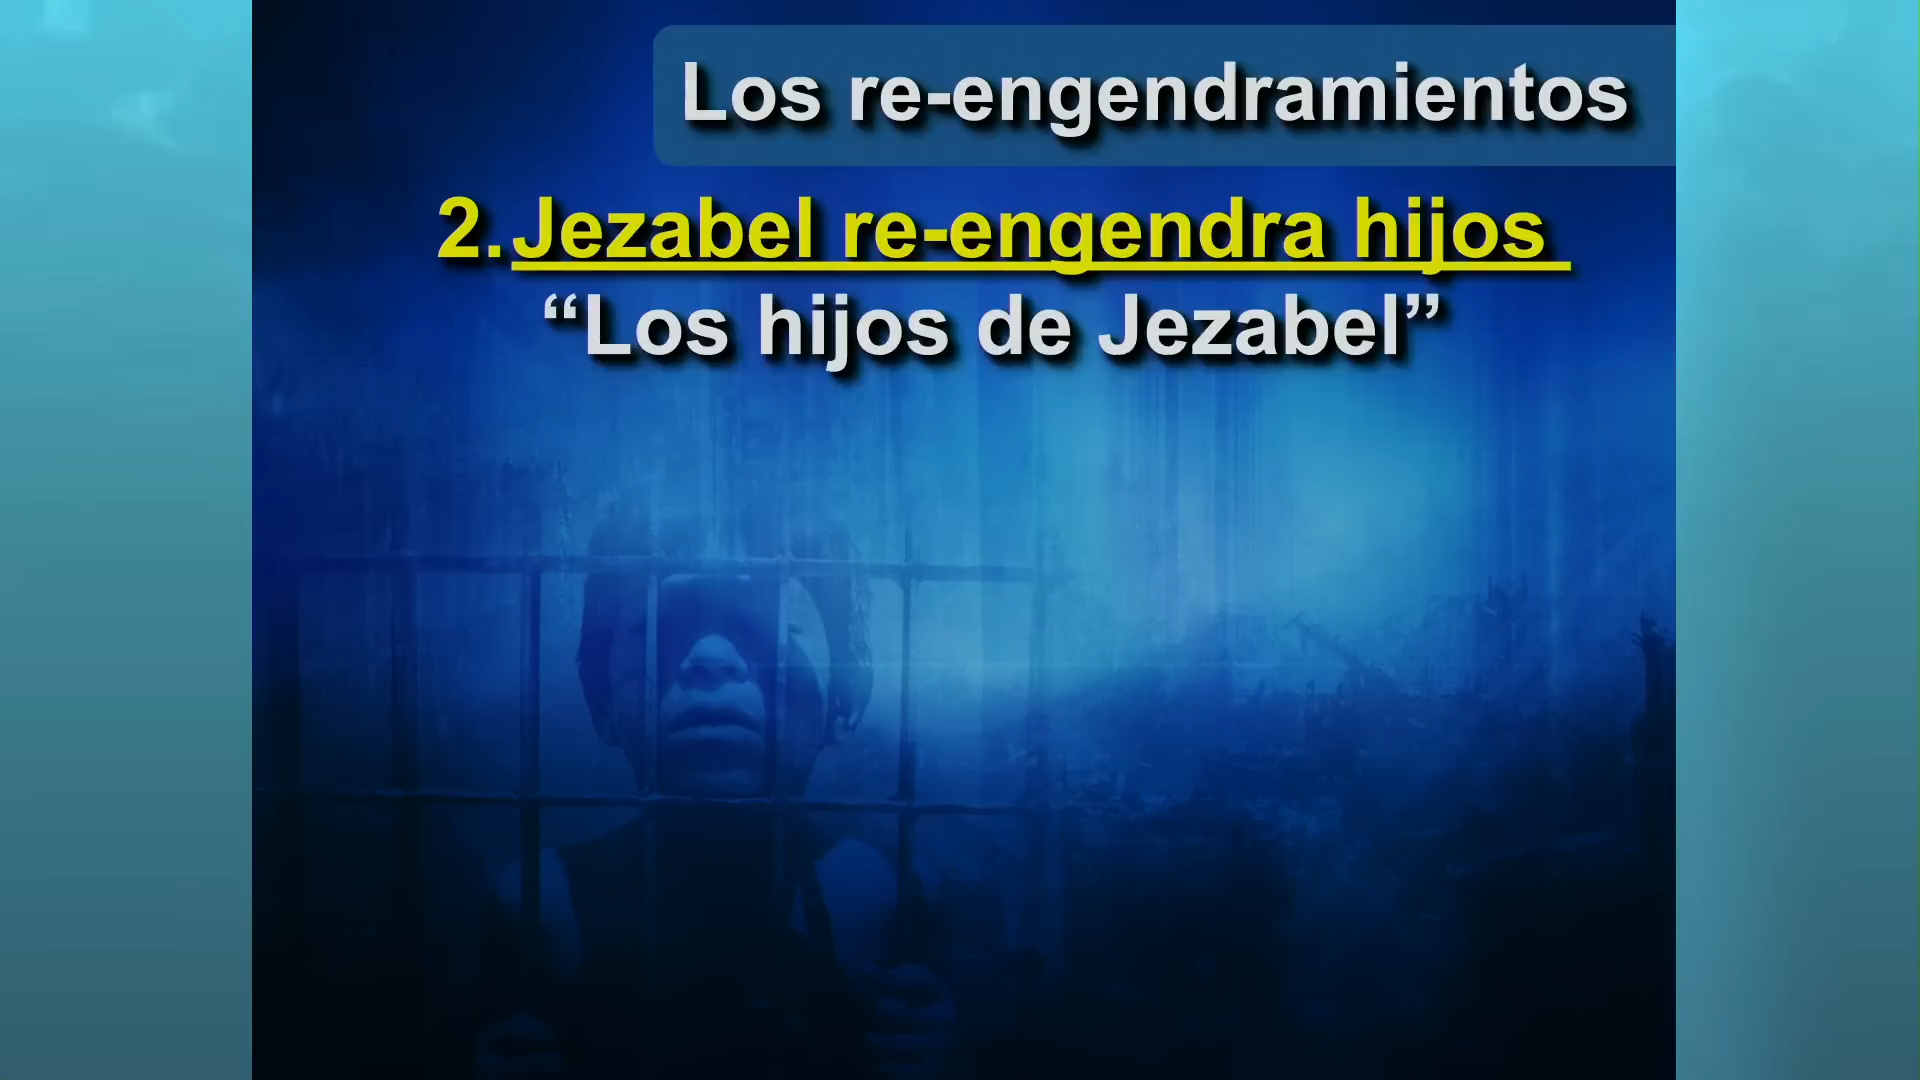 Los re-engendramientos
2. Jezabel re-engendra hijos
“Los hijos de Jezabel”